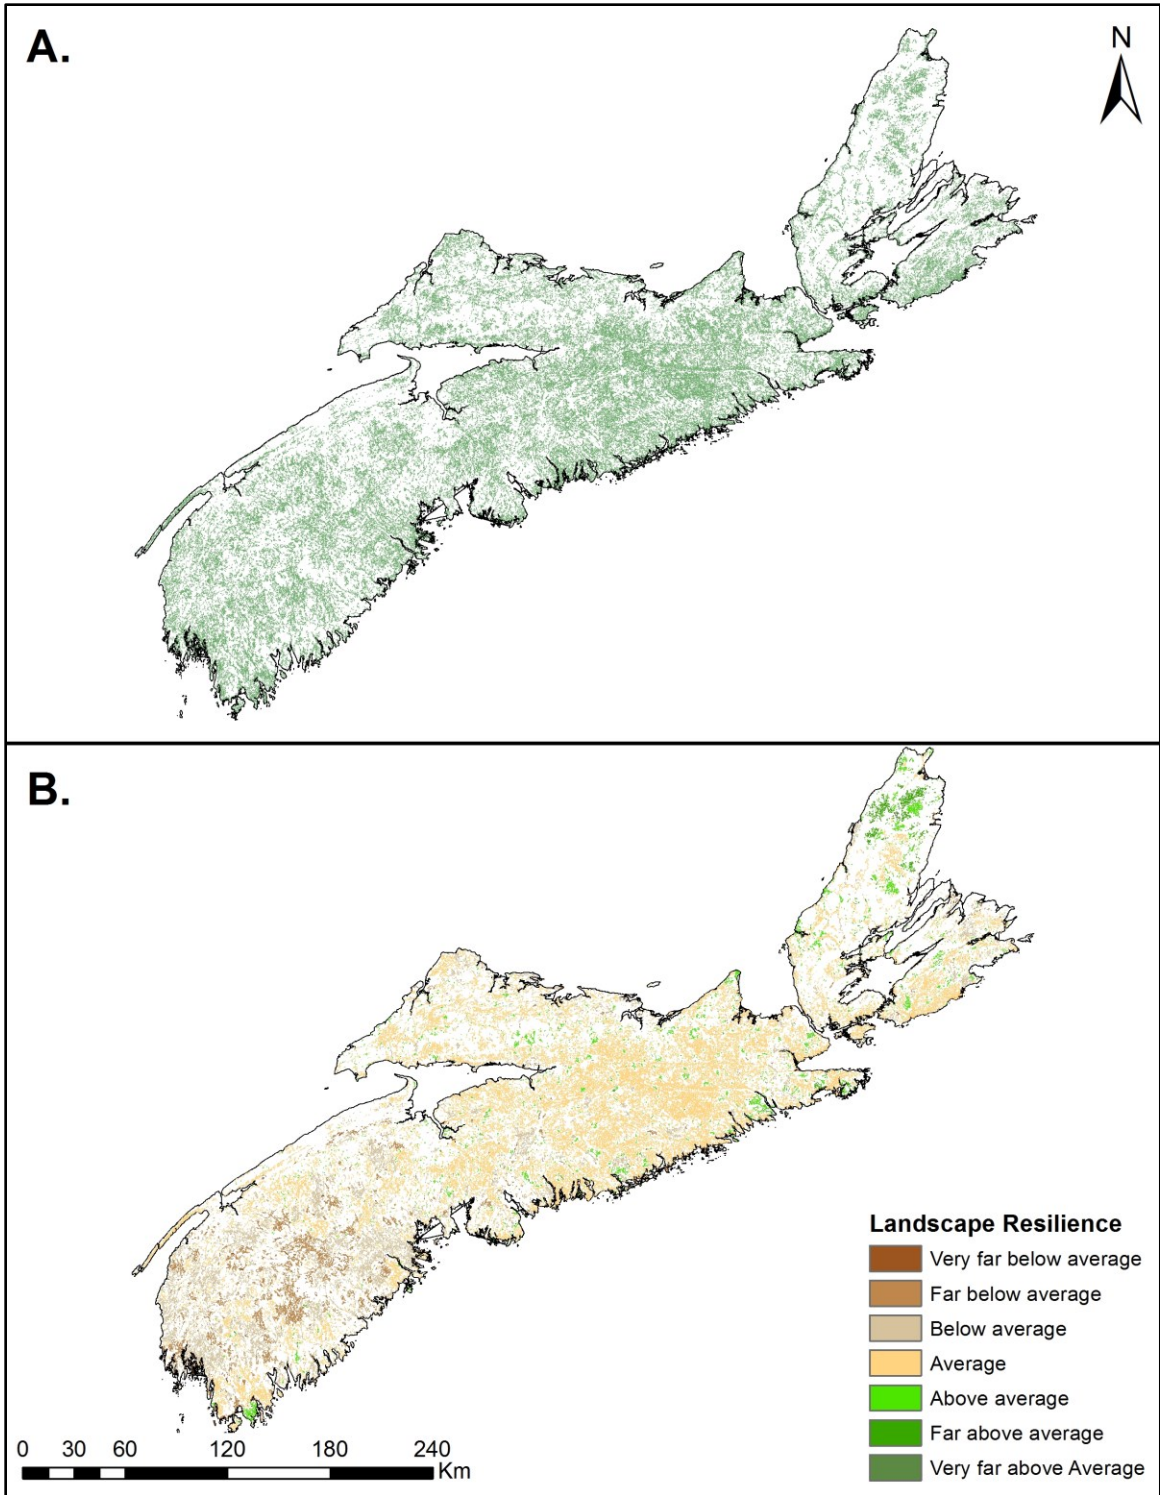 A.
N
B.
Landscape Resilience
Very far below average
Far below average
Below average
Average
Above average
Far above average
Very far above Average
0 30 60 120 180 240
Km